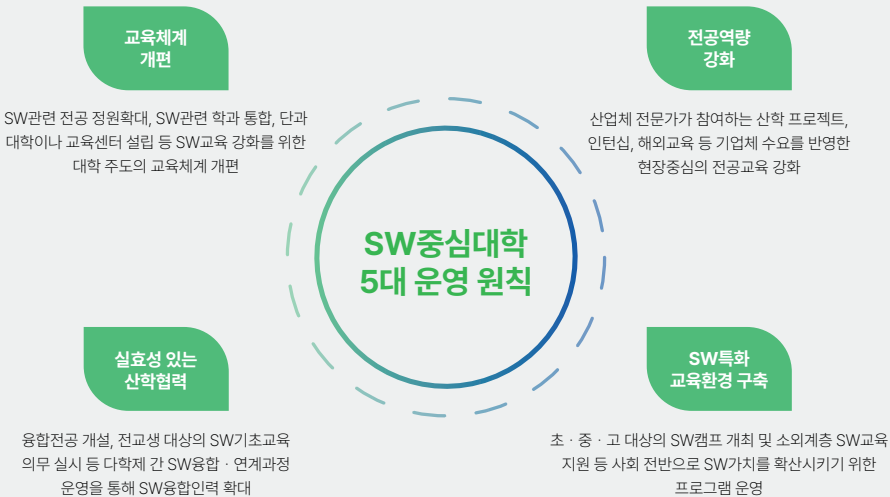 교육체계
개편
SW관련 전공 정원확대, SW관련 학과 통합, 단과
대학이나 교육센터 설립 등 SW교육 강화를 위한
대학 주도의 교육체계 개편
전공역량
강화
산업체 전문가가 참여하는 산학 프로젝트,
인턴십, 해외교육 등 기업체 수요를 반영한
현장중심의 전공교육 강화
SW중심대학
5대 운영 원칙
실효성 있는
산학협력
융합전공 개설, 전교생 대상의 SW기초교육
의무 실시 등 다학제 간 SW융합 · 연계과정
운영을 통해 SW융합인력 확대
SW특화
교육환경 구축
초 · 중 · 고 대상의 SW캠프 개최 및 소외계층 SW교육
지원 등 사회 전반으로 SW가치를 확산시키기 위한
프로그램 운영